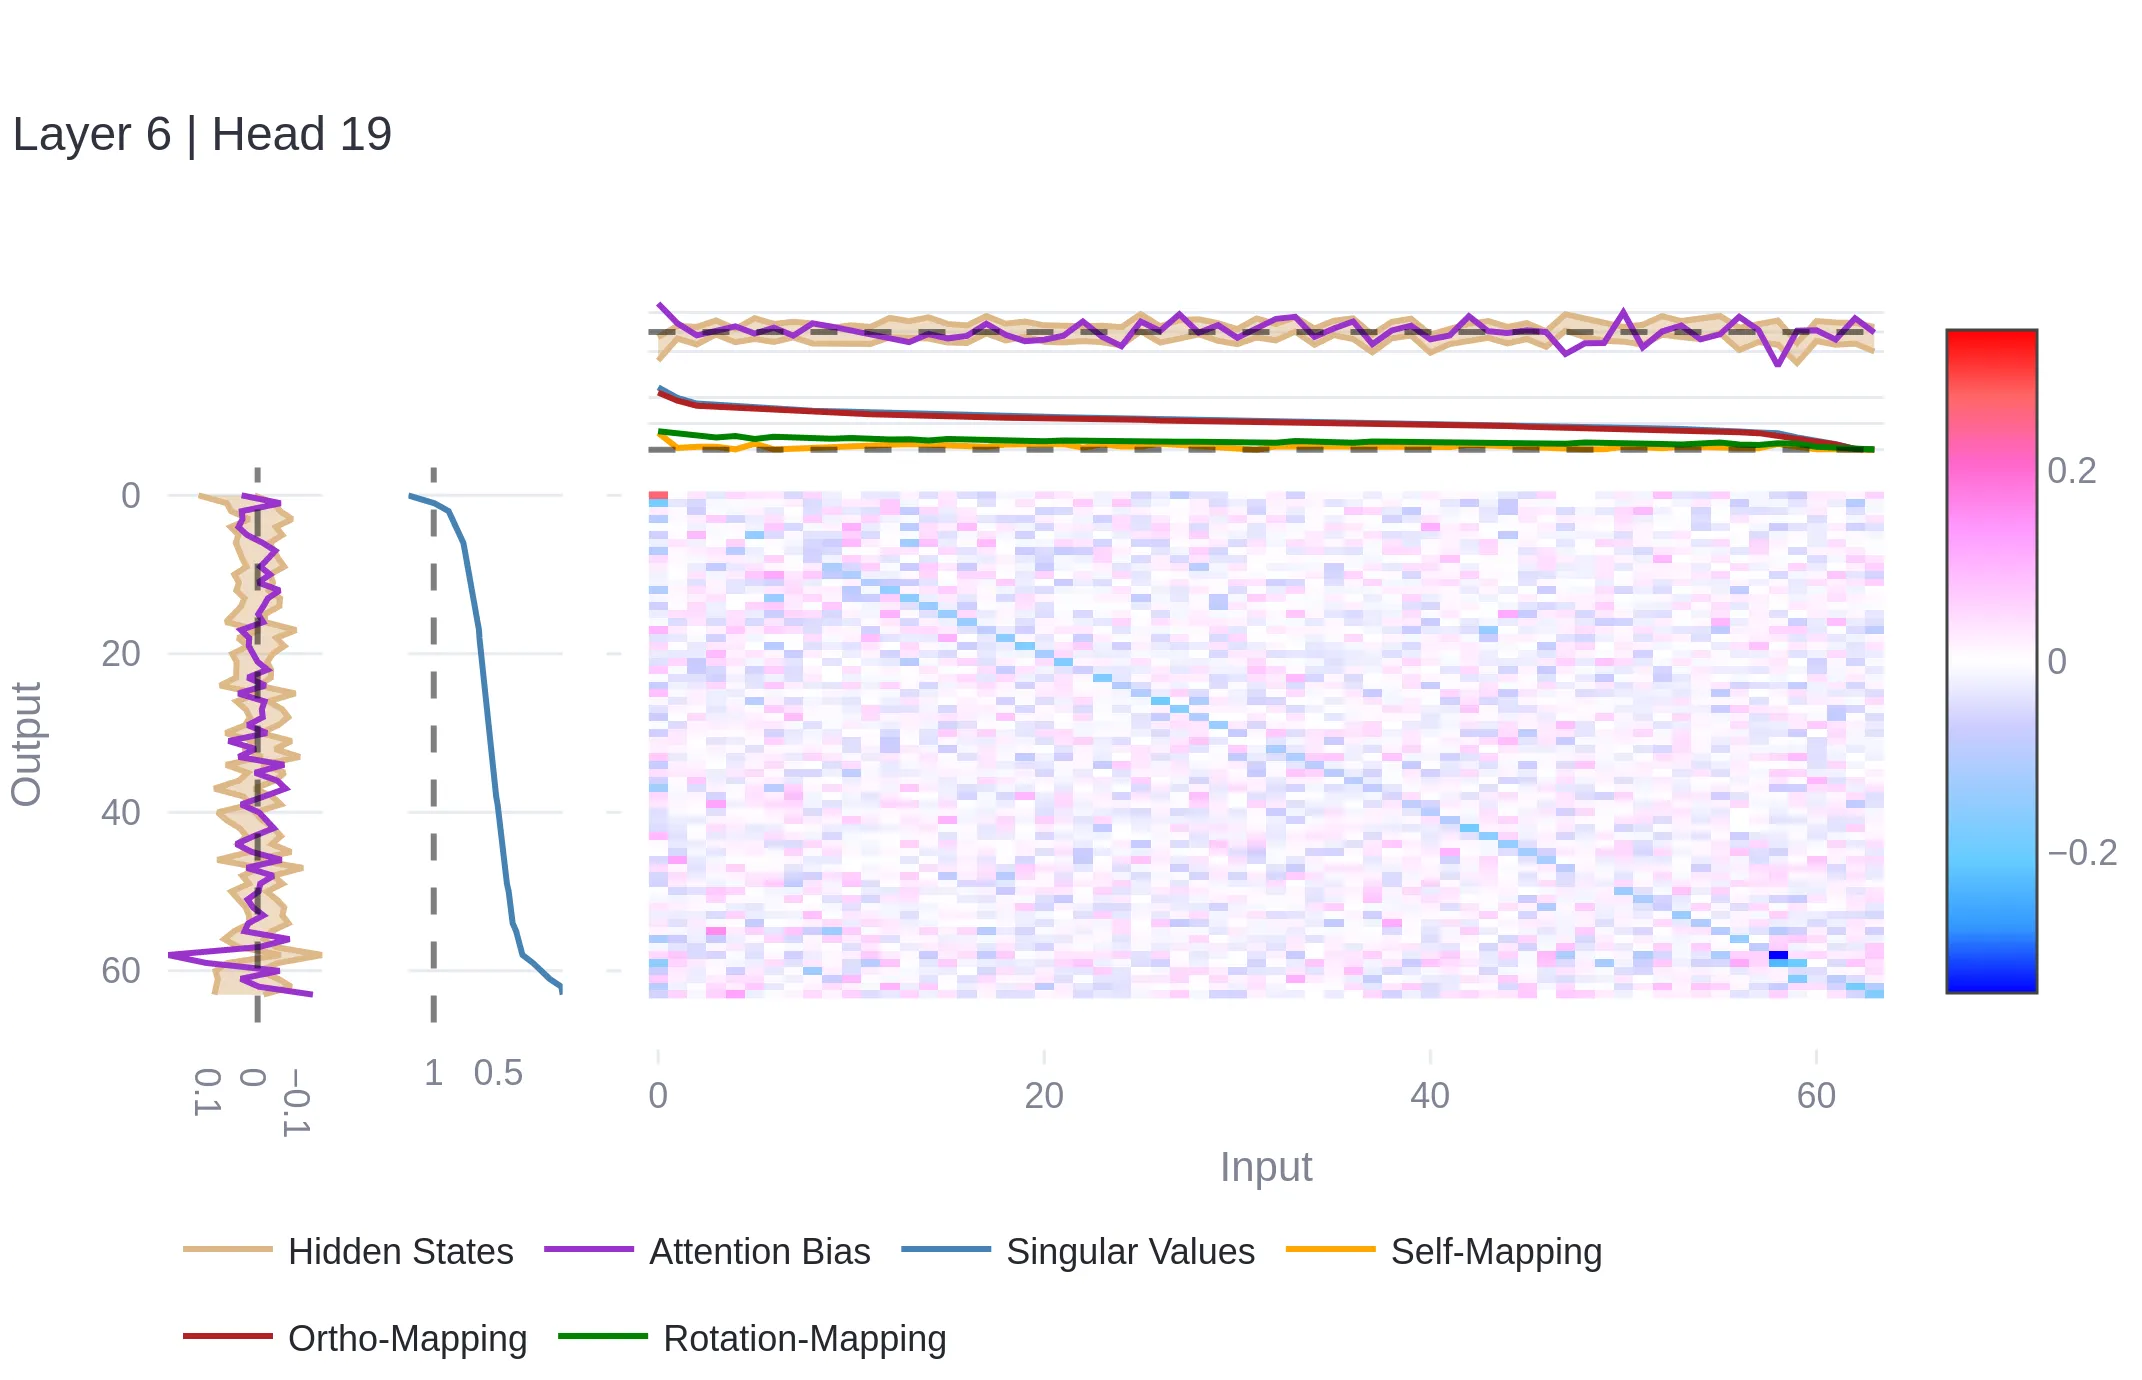 Layer 6 | Head 19
0
20
40
60
Output
0.1
0
−0.1
1
0.5
0
20
40
60
Input
0.2
0
−0.2
Hidden States
Attention Bias
Singular Values
Self-Mapping
Ortho-Mapping
Rotation-Mapping